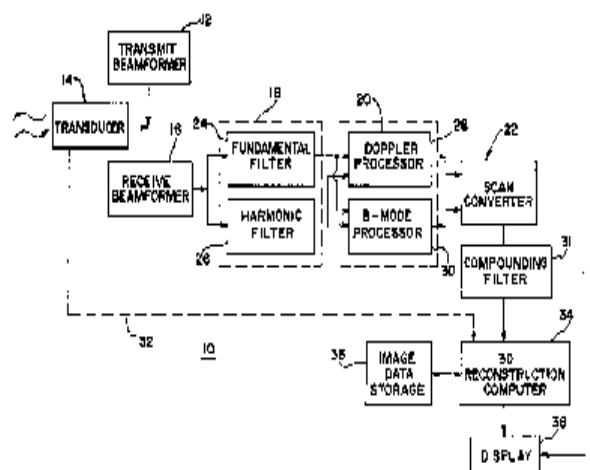 12
TRANSMIT
BEAMFORMER
14
TRANSDUCER
16
RECEIVE
BEAMFORMER
18
24
FUNDAMENTAL
FILTER
HARMONIC
FILTER
26
20
28
DOPPLER
PROCESSOR
B-MODE
PROCESSOR
30
22
SCAN
CONVERTER
31
COMPOUNDING
FILTER
32
10
34
3D
RECONSTRUCTION
COMPUTER
IMAGE
DATA
STORAGE
DISPLAY